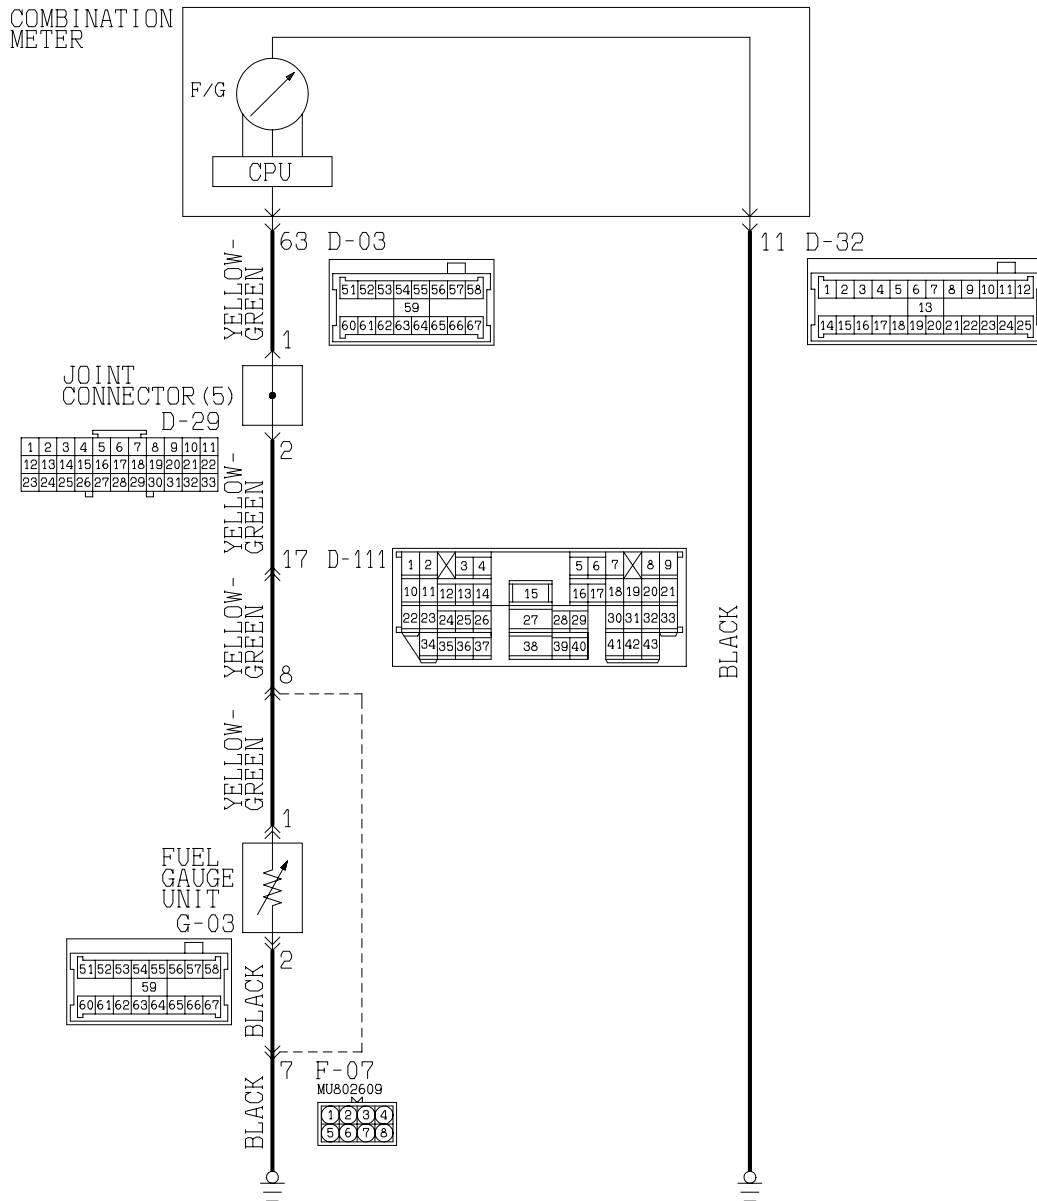 COMBINATION
METER
F/G
CPU
63 D-03
11 D-32
YELLOW-
GREEN
51 52 53 54 55 56 57 58
59
60 61 62 63 64 65 66 67
1 2 3 4 5 6 7 8 9 10 11 12
13
14 15 16 17 18 19 20 21 22 23 24 25
1
JOINT
CONNECTOR (5)
D-29
1 2 3 4 5 6 7 8 9 10 11
12 13 14 15 16 17 18 19 20 21 22
23 24 25 26 27 28 29 30 31 32 33
2
YELLOW-
GREEN
17 D-111
1 2 3 4 5 6 7 8 9
10 11 12 13 14 15 16 17 18 19 20 21
22 23 24 25 26 27 28 29 30 31 32 33
34 35 36 37 38 39 40 41 42 43
YELLOW-
GREEN
BLACK
8
YELLOW-
GREEN
1
FUEL
GAUGE
UNIT
G-03
51 52 53 54 55 56 57 58
59
60 61 62 63 64 65 66 67
2
BLACK
7 F-07
MU802609
1 2 3 4
5 6 7 8
BLACK